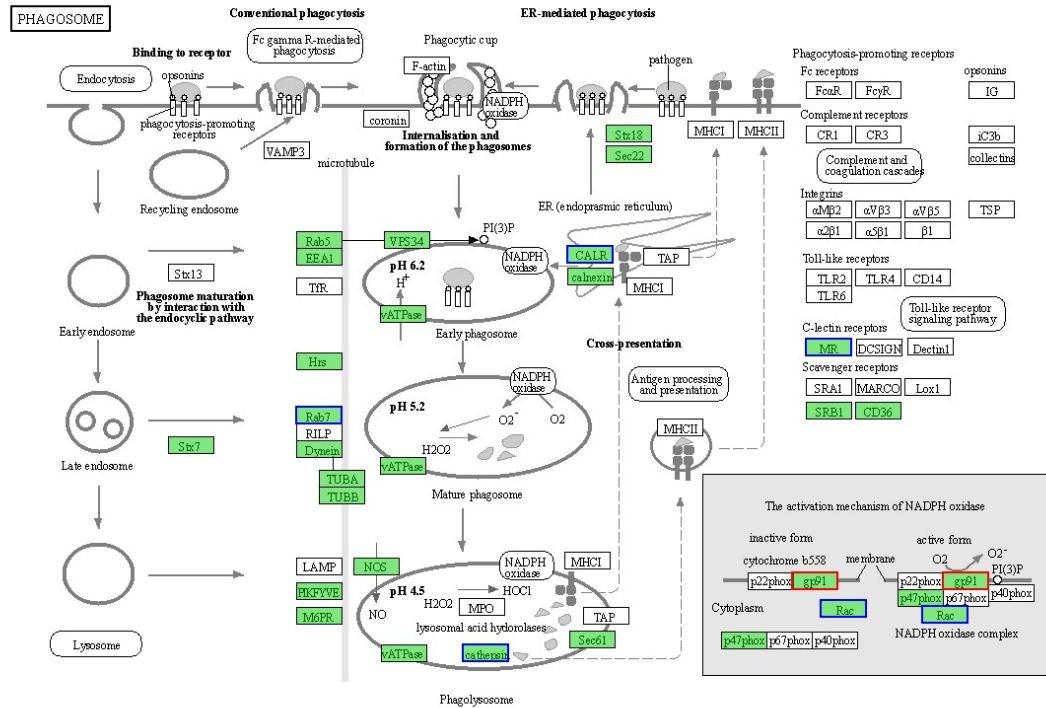 PHAGOSOME
Conventional phagocytosis
ER-mediated phagocytosis
Binding to receptor
Fc gamma R-mediated
phagocytosis
Phagocytic cup
Endocytosis
opsonins
F-actin
pathogen
NADPH
oxidase
phagocytosis-promoting
receptors
coronin
Internalisation and
formation of the phagosomes
VAMP3
microtubule
Stx18
Sec22
MHCI
MHCII
Recycling endosome
ER (endoprasmic reticulum)
Phagocytosis-promoting receptors
Fc receptors
opsonins
FcαR
FcγR
IG
Complement receptors
CR1
CR3
iC3b
collectins
Complement and
coagulation cascades
Integrins
αMβ2
αVβ3
αVβ5
TSP
α2β1
α5β1
β1
Toll-like receptors
TLR2
TLR4
CD14
TLR6
Toll-like receptor
signaling pathway
C-lectin receptors
MR
DCSIGN
Dectin1
Scavenger receptors
SRA1
MARCO
Lox1
SRB1
CD36
Rab5
VPS34
PI(3)P
EEA1
pH 6.2
NADPH
oxidase
CALR
TAP
calnexin
MHCI
Stx13
TfR
H+
Phagosome maturation
by interaction with
the endocyclic pathway
vATPase
Early endosome
Early phagosome
Cross-presentation
Hrs
NADPH
oxidase
Antigen processing
and presentation
pH 5.2
Rab7
O2-
O2
RILP
MHCII
Stx7
Dynein
H2O2
Late endosome
vATPase
TUBA
TUBB
Mature phagosome
LAMP
NOS
NADPH
oxidase
MHCI
pH 4.5
PIKFYVE
H2O2
HOCl
MPO
M6PR
NO
TAP
lysosomal acid hydorolases
Sec61
Lysosome
vATPase
cathepsin
Phagolysosome
The activation mechanism of NADPH oxidase
inactive form
active form
cytochrome b558
membrane
O2
O2-
PI(3)P
p22phox
gp91
p22phox
gp91
p47phox
p67phox
p40phox
Cytoplasm
Rac
Rac
p47phox
p67phox
p40phox
NADPH oxidase complex